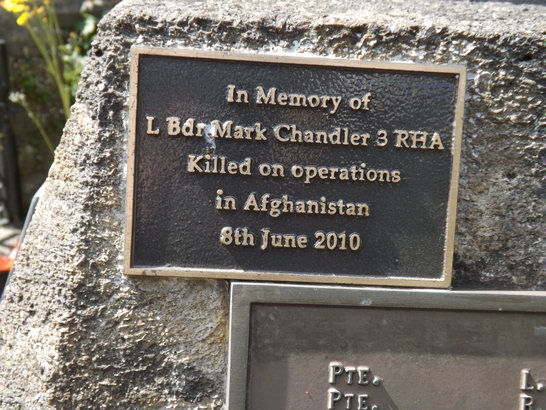 In Memory of
L Bdr Mark Chandler 3 RHA
Killed on operations
in Afghanistan
8th June 2010
PTE. L.
PTE. R